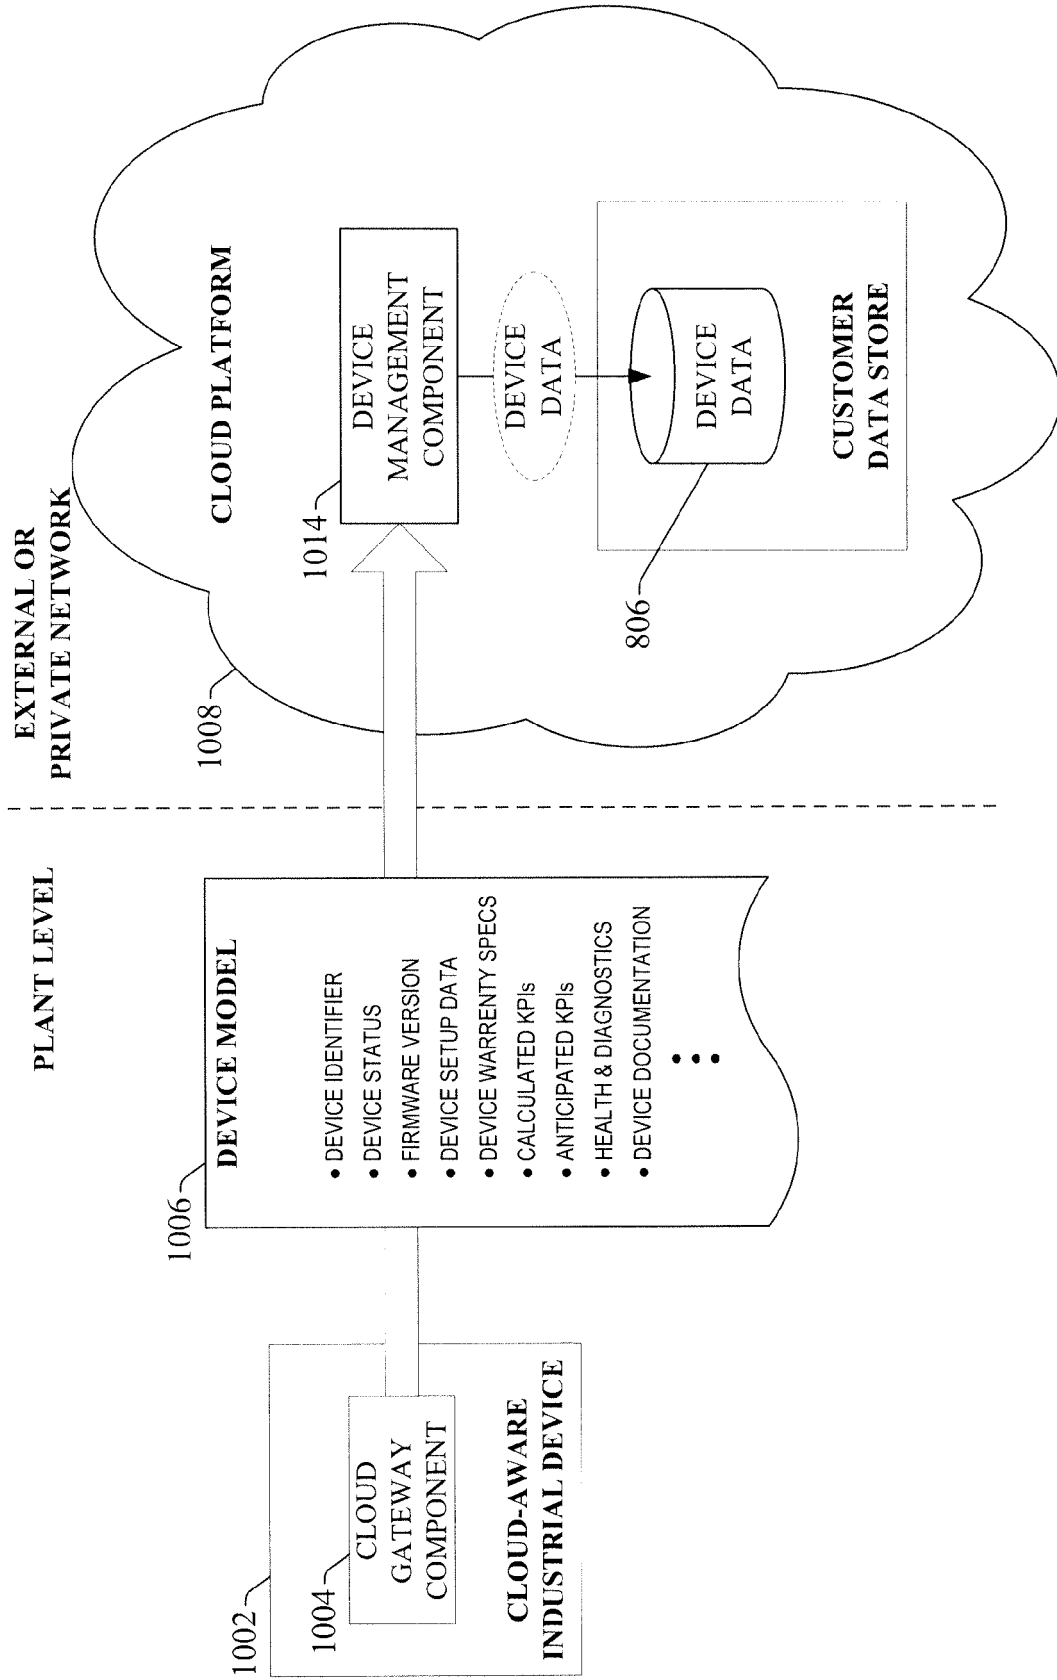 PLANT LEVEL
EXTERNAL OR
PRIVATE NETWORK
1002
1004
CLOUD
GATEWAY
COMPONENT
CLOUD-AWARE
INDUSTRIAL DEVICE
1006
DEVICE MODEL
• DEVICE IDENTIFIER
• DEVICE STATUS
• FIRMWARE VERSION
• DEVICE SETUP DATA
• DEVICE WARRENTY SPECS
• CALCULATED KPIs
• ANTICIPATED KPIs
• HEALTH & DIAGNOSTICS
• DEVICE DOCUMENTATION
1008
CLOUD PLATFORM
1014
DEVICE
MANAGEMENT
COMPONENT
DEVICE
DATA
806
DEVICE
DATA
CUSTOMER
DATA STORE